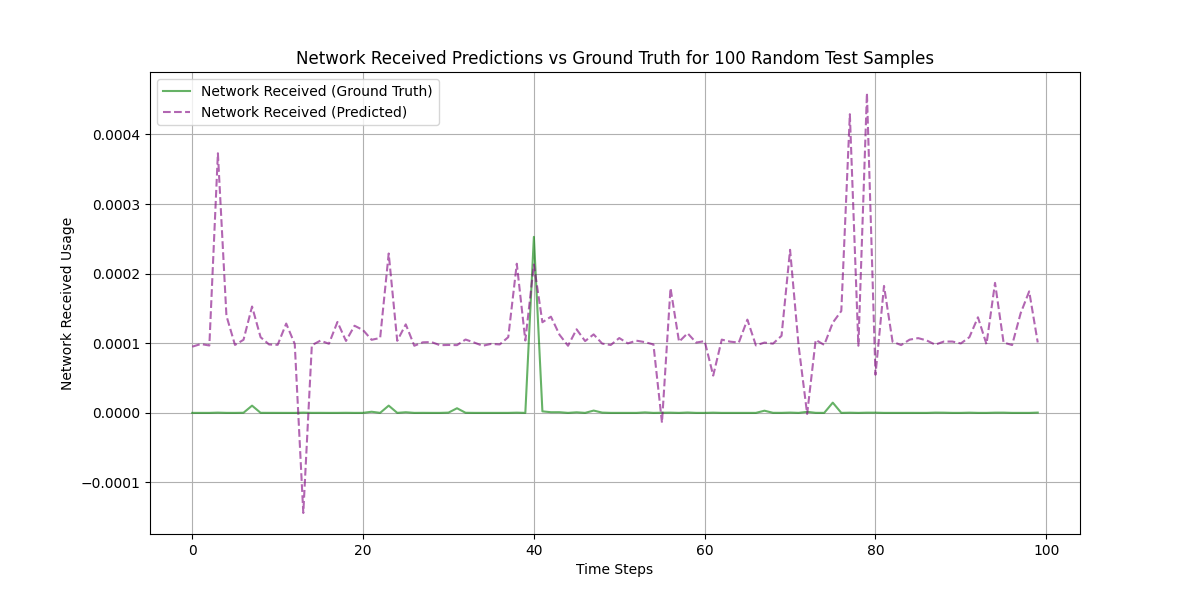 Network Received Predictions vs Ground Truth for 100 Random Test Samples
Network Received (Ground Truth)
Network Received (Predicted)
0.0004
0.0003
0.0002
0.0001
0.0000
−0.0001
Network Received Usage
0 20 40 60 80 100
Time Steps